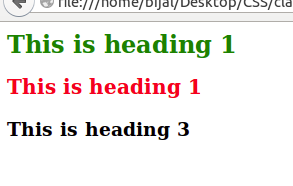 file:///home/bijal/Desktop/CSS/cla
This is heading 1
This is heading 1
This is heading 3